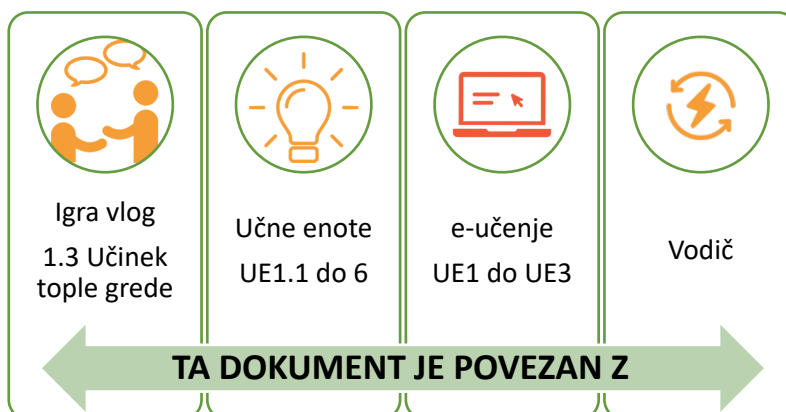 Igra vlog
1.3 Učinek
tople grede
Učne enote
UE1.1 do 6
e-učenje
UE1 do UE3
Vodič
TA DOKUMENT JE POVEZAN Z